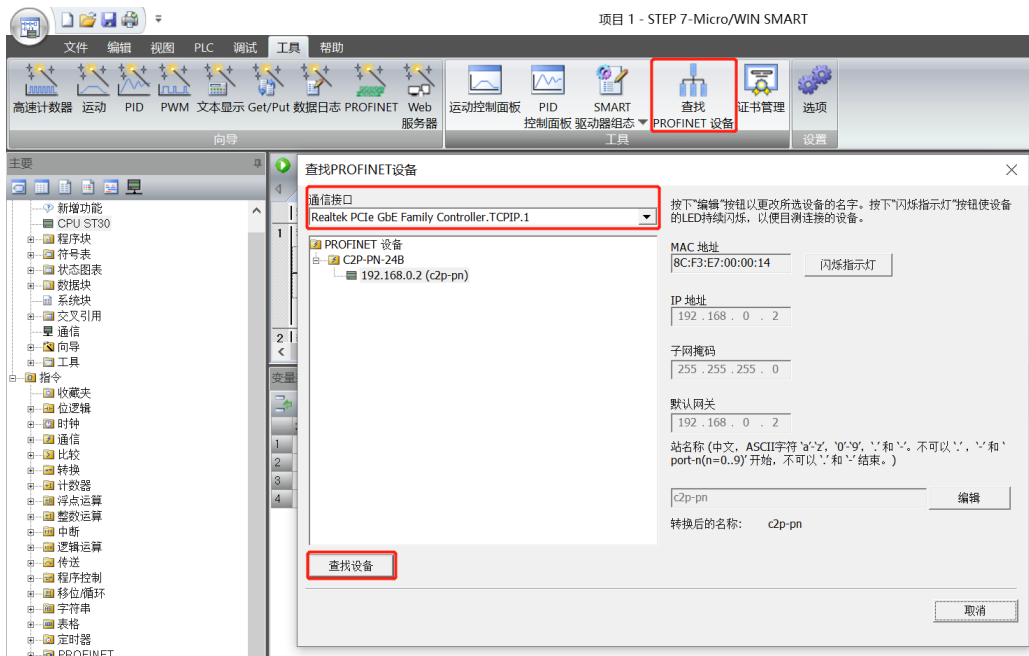 项目 1 - STEP 7-Micro/WIN SMART
文件 编辑 视图 PLC 调试 工具 帮助
高速计数器 运动 PID PWM 文本显示 Get/Put 数据日志 PROFINET Web 服务器
运动控制面板 PID 控制面板 SMART 驱动器组态 查找 PROFINET 设备 证书管理 选项
向导 工具 设置
主要
新增功能
CPU ST30
程序块
符号表
状态图表
数据块
系统块
交叉引用
通信
向导
工具
指令
收藏夹
位逻辑
时钟
通信
比较
转换
计数器
浮点运算
整数运算
中断
逻辑运算
传送
程序控制
移位/循环
字符串
表格
定时器
PROFINET
1
2
变量
1
2
3
4
查找PROFINET设备
通信接口
Realtek PCIe GbE Family Controller.TCPIP.1
PROFINET 设备
C2P-PN-24B
192.168.0.2 (c2p-pn)
查找设备
按下"编辑"按钮以更改所选设备的名字。按下"闪烁指示灯"按钮使设备
的LED持续闪烁，以便目测连接的设备。
MAC 地址
8C:F3:E7:00:00:14 闪烁指示灯
IP 地址
192 . 168 . 0 . 2
子网掩码
255 . 255 . 255 . 0
默认网关
192 . 168 . 0 . 2
站名称 (中文，ASCII字符 `a'-`z'，`0'-`9'，`.' 和 `-'。不可以 `.'，`-' 和 `
port-n(n=0..9)' 开始，不可以 `.' 和 `-' 结束。)
c2p-pn 编辑
转换后的名称: c2p-pn
取消